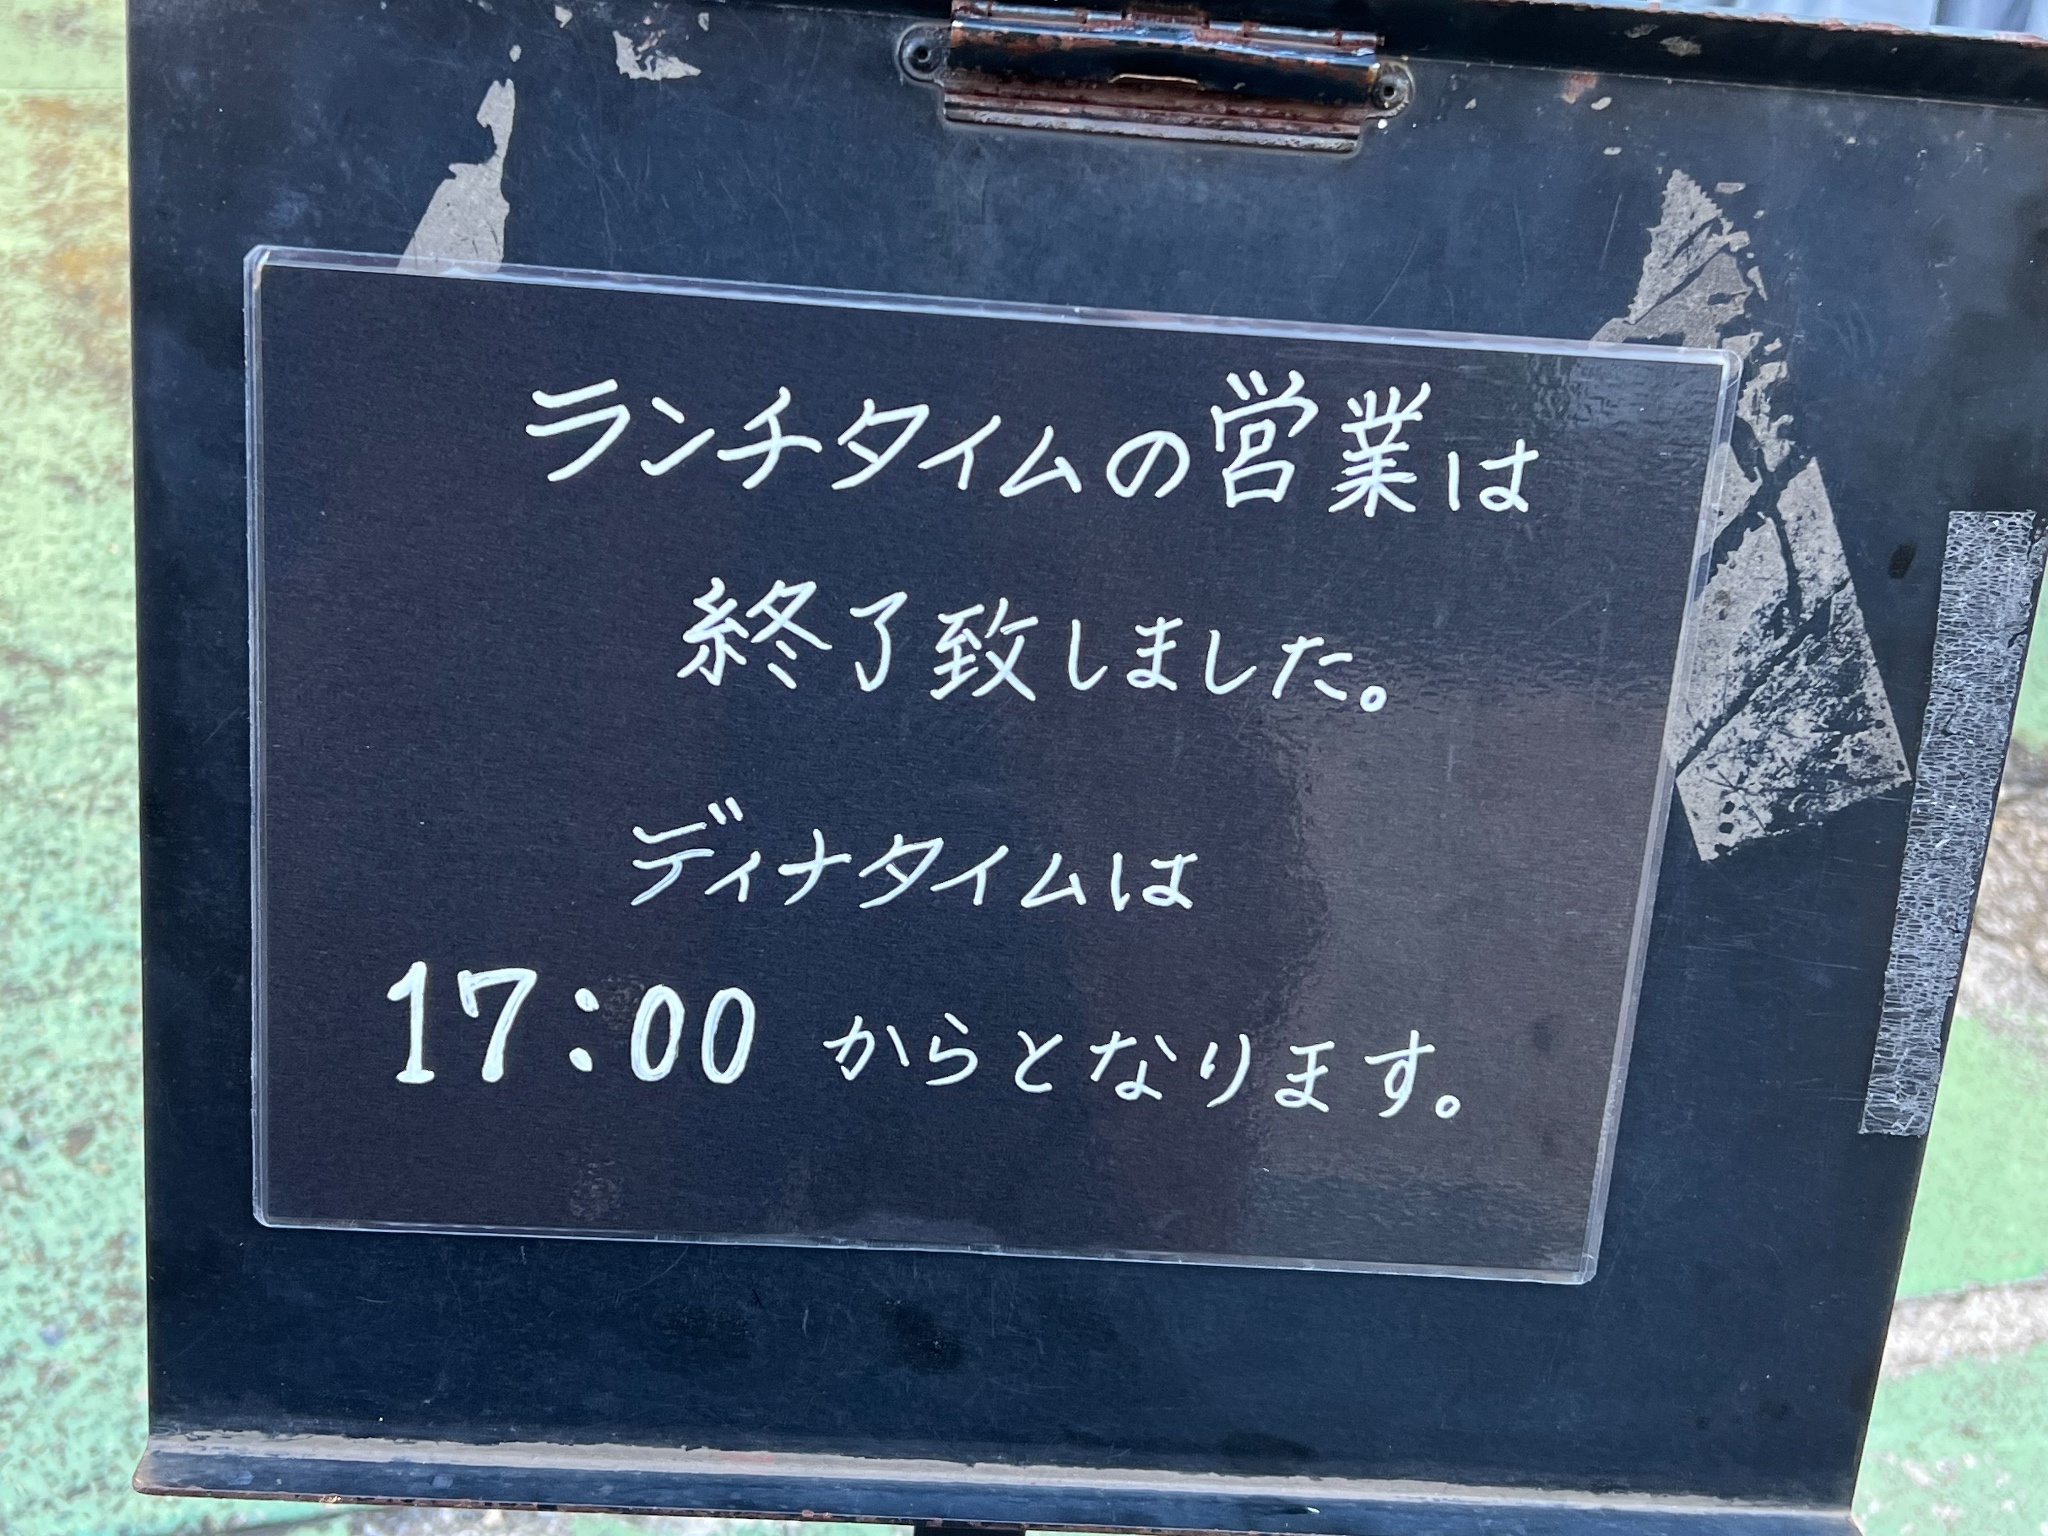 ランチタイムの営業は
終了致しました。
ディナタイムは
17:00 からとなります。